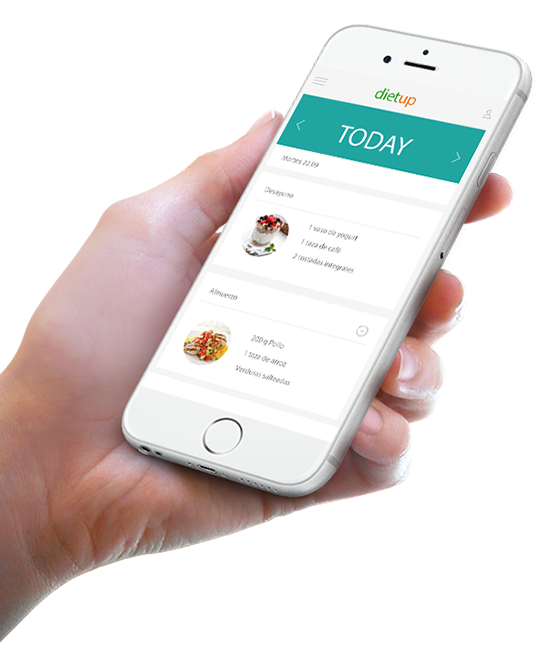 dietup
TODAY
Martes 22.09
Desayuno
1 vaso de yogurt
1 taza de café
2 tostadas integrales
Almuerzo
200 g Pollo
1 taza de arroz
Verduras salteadas